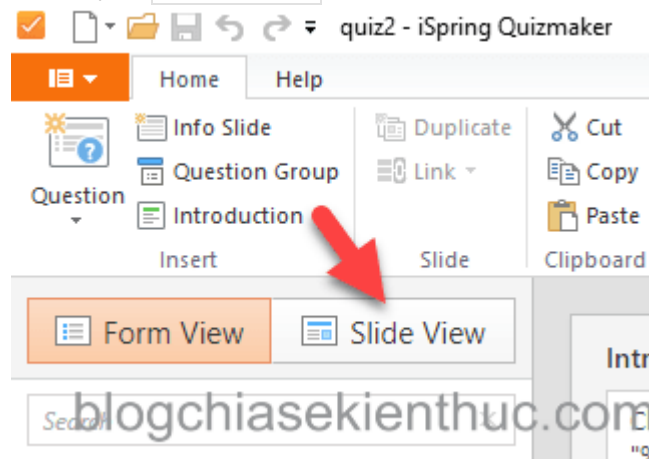 quiz2 - iSpring Quizmaker
Home Help
Info Slide Duplicate Cut
Question Group Link Copy
Question
Introduction Paste
Insert Slide Clipboard
Form View Slide View
Search
blogchiasekienthuc.com